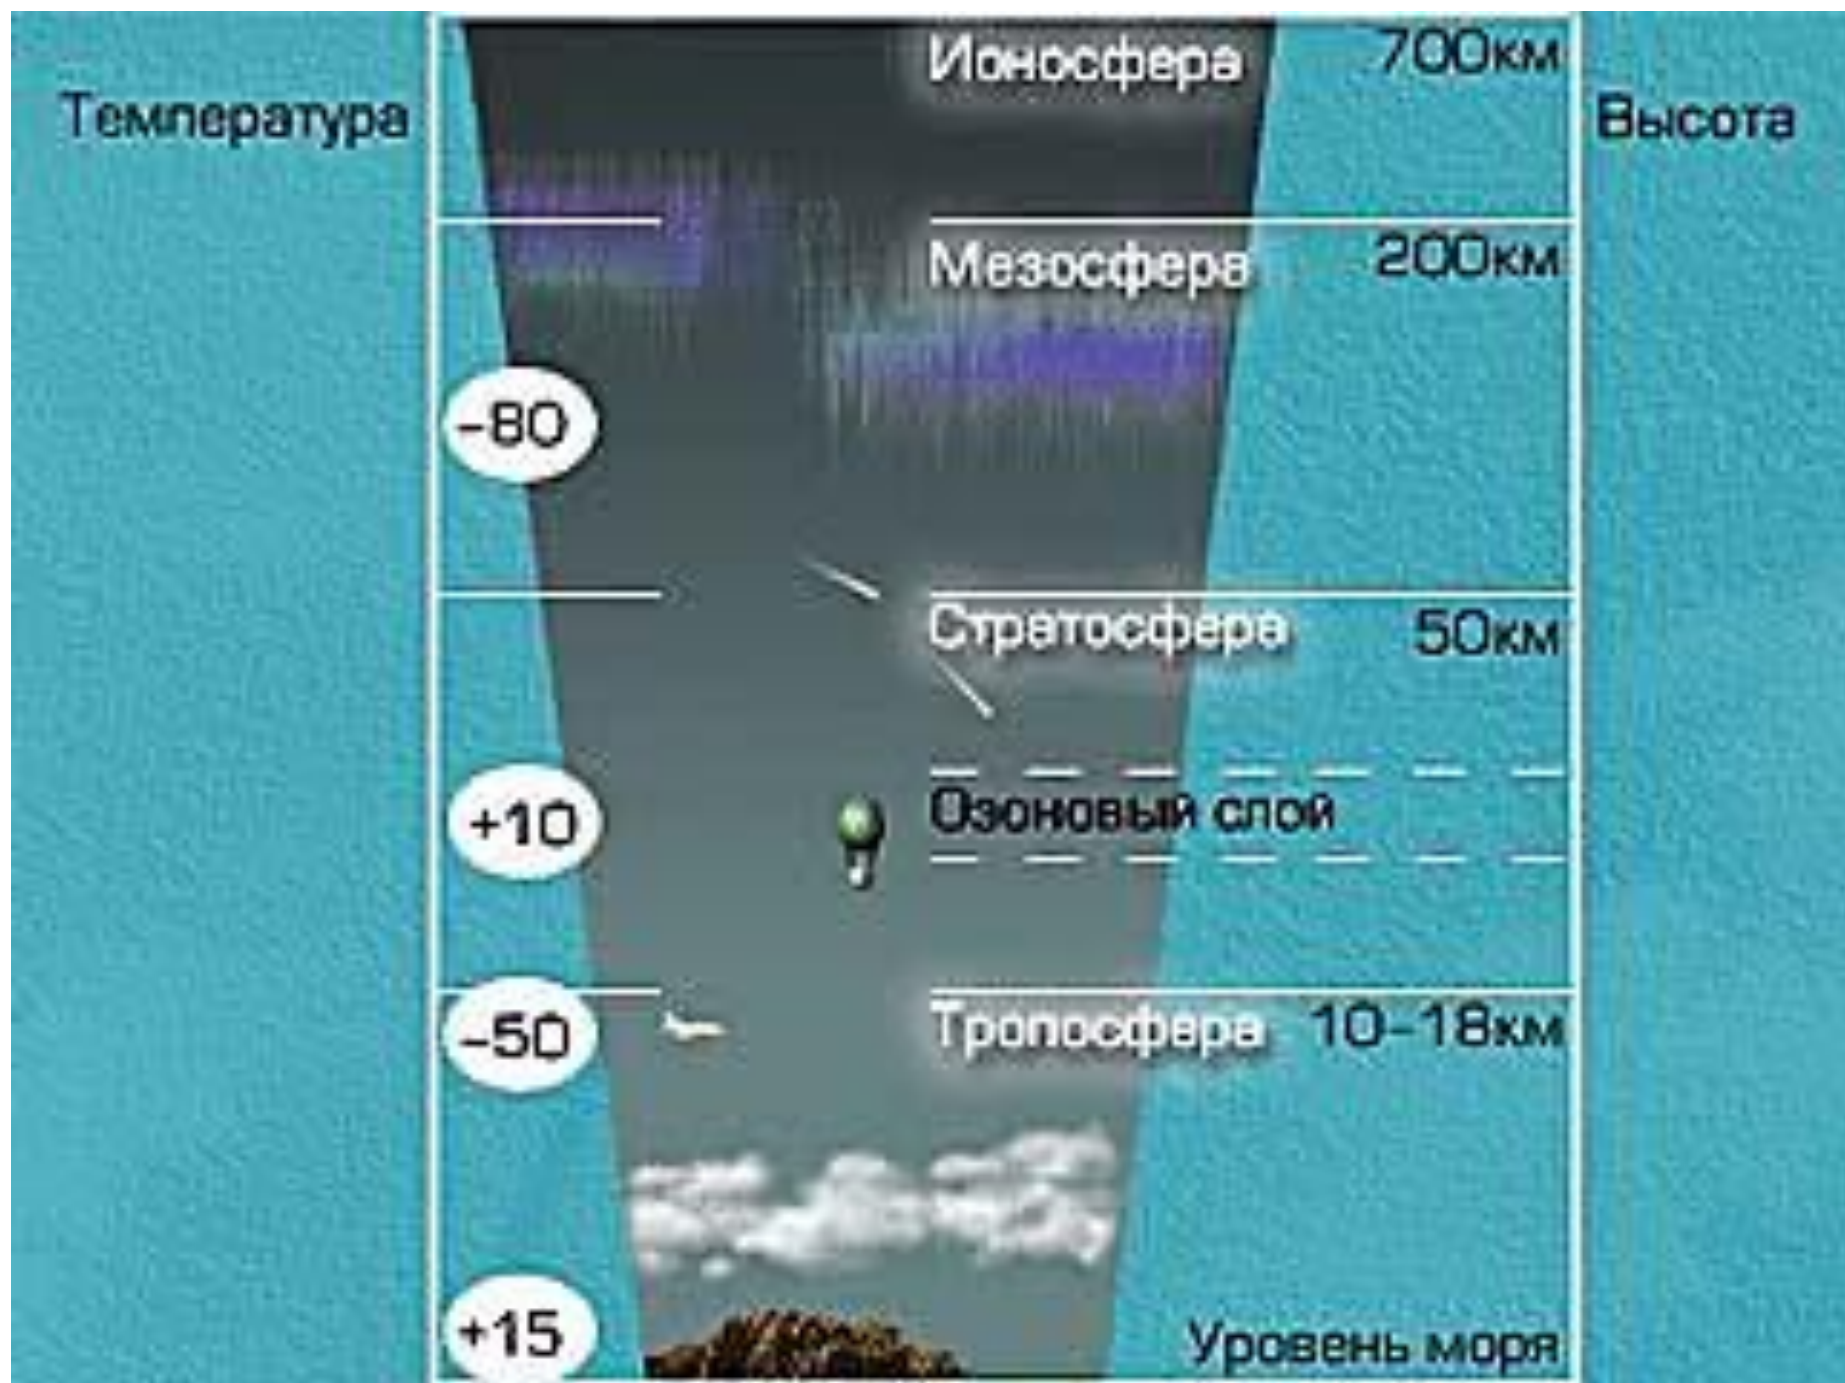 Ионосфера 700км
Температура
Высота
Мезосфера 200км
-80
Стратосфера 50км
+10
Озоновый слой
-50
Тропосфера 10-18км
+15
Уровень моря